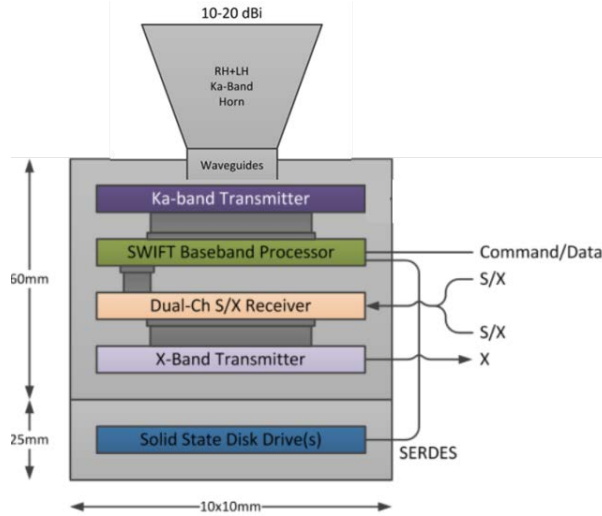 10-20 dBi
RH+LH
Ka-Band
Horn
Waveguides
Ka-band Transmitter
SWIFT Baseband Processor
Command/Data
60mm
S/X
Dual-Ch S/X Receiver
S/X
X-Band Transmitter
X
25mm
Solid State Disk Drive(s)
SERDES
10x10mm